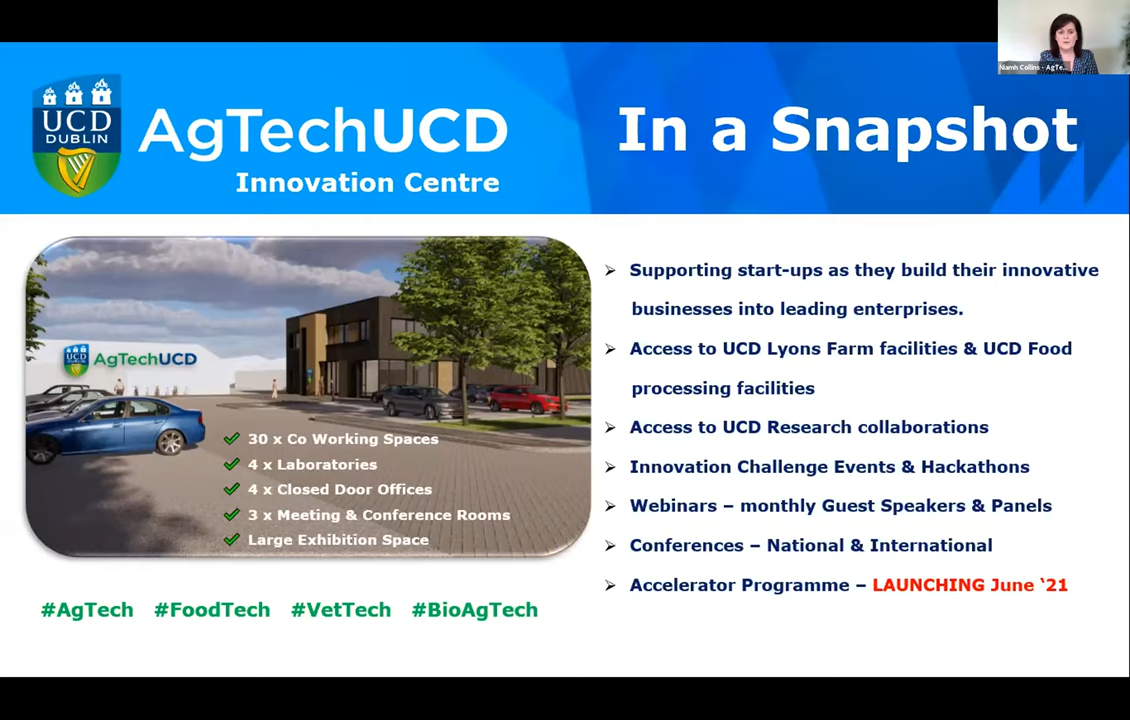 Niamh Collins - AgTe...
UCD
DUBLIN
AgTechUCD
Innovation Centre
In a Snapshot
UCD
AgTechUCD
✔ 30 x Co Working Spaces
✔ 4 x Laboratories
✔ 4 x Closed Door Offices
✔ 3 x Meeting & Conference Rooms
✔ Large Exhibition Space
#AgTech #FoodTech #VetTech #BioAgTech
➢ Supporting start-ups as they build their innovative
businesses into leading enterprises.
➢ Access to UCD Lyons Farm facilities & UCD Food
processing facilities
➢ Access to UCD Research collaborations
➢ Innovation Challenge Events & Hackathons
➢ Webinars – monthly Guest Speakers & Panels
➢ Conferences – National & International
➢ Accelerator Programme – LAUNCHING June ‘21